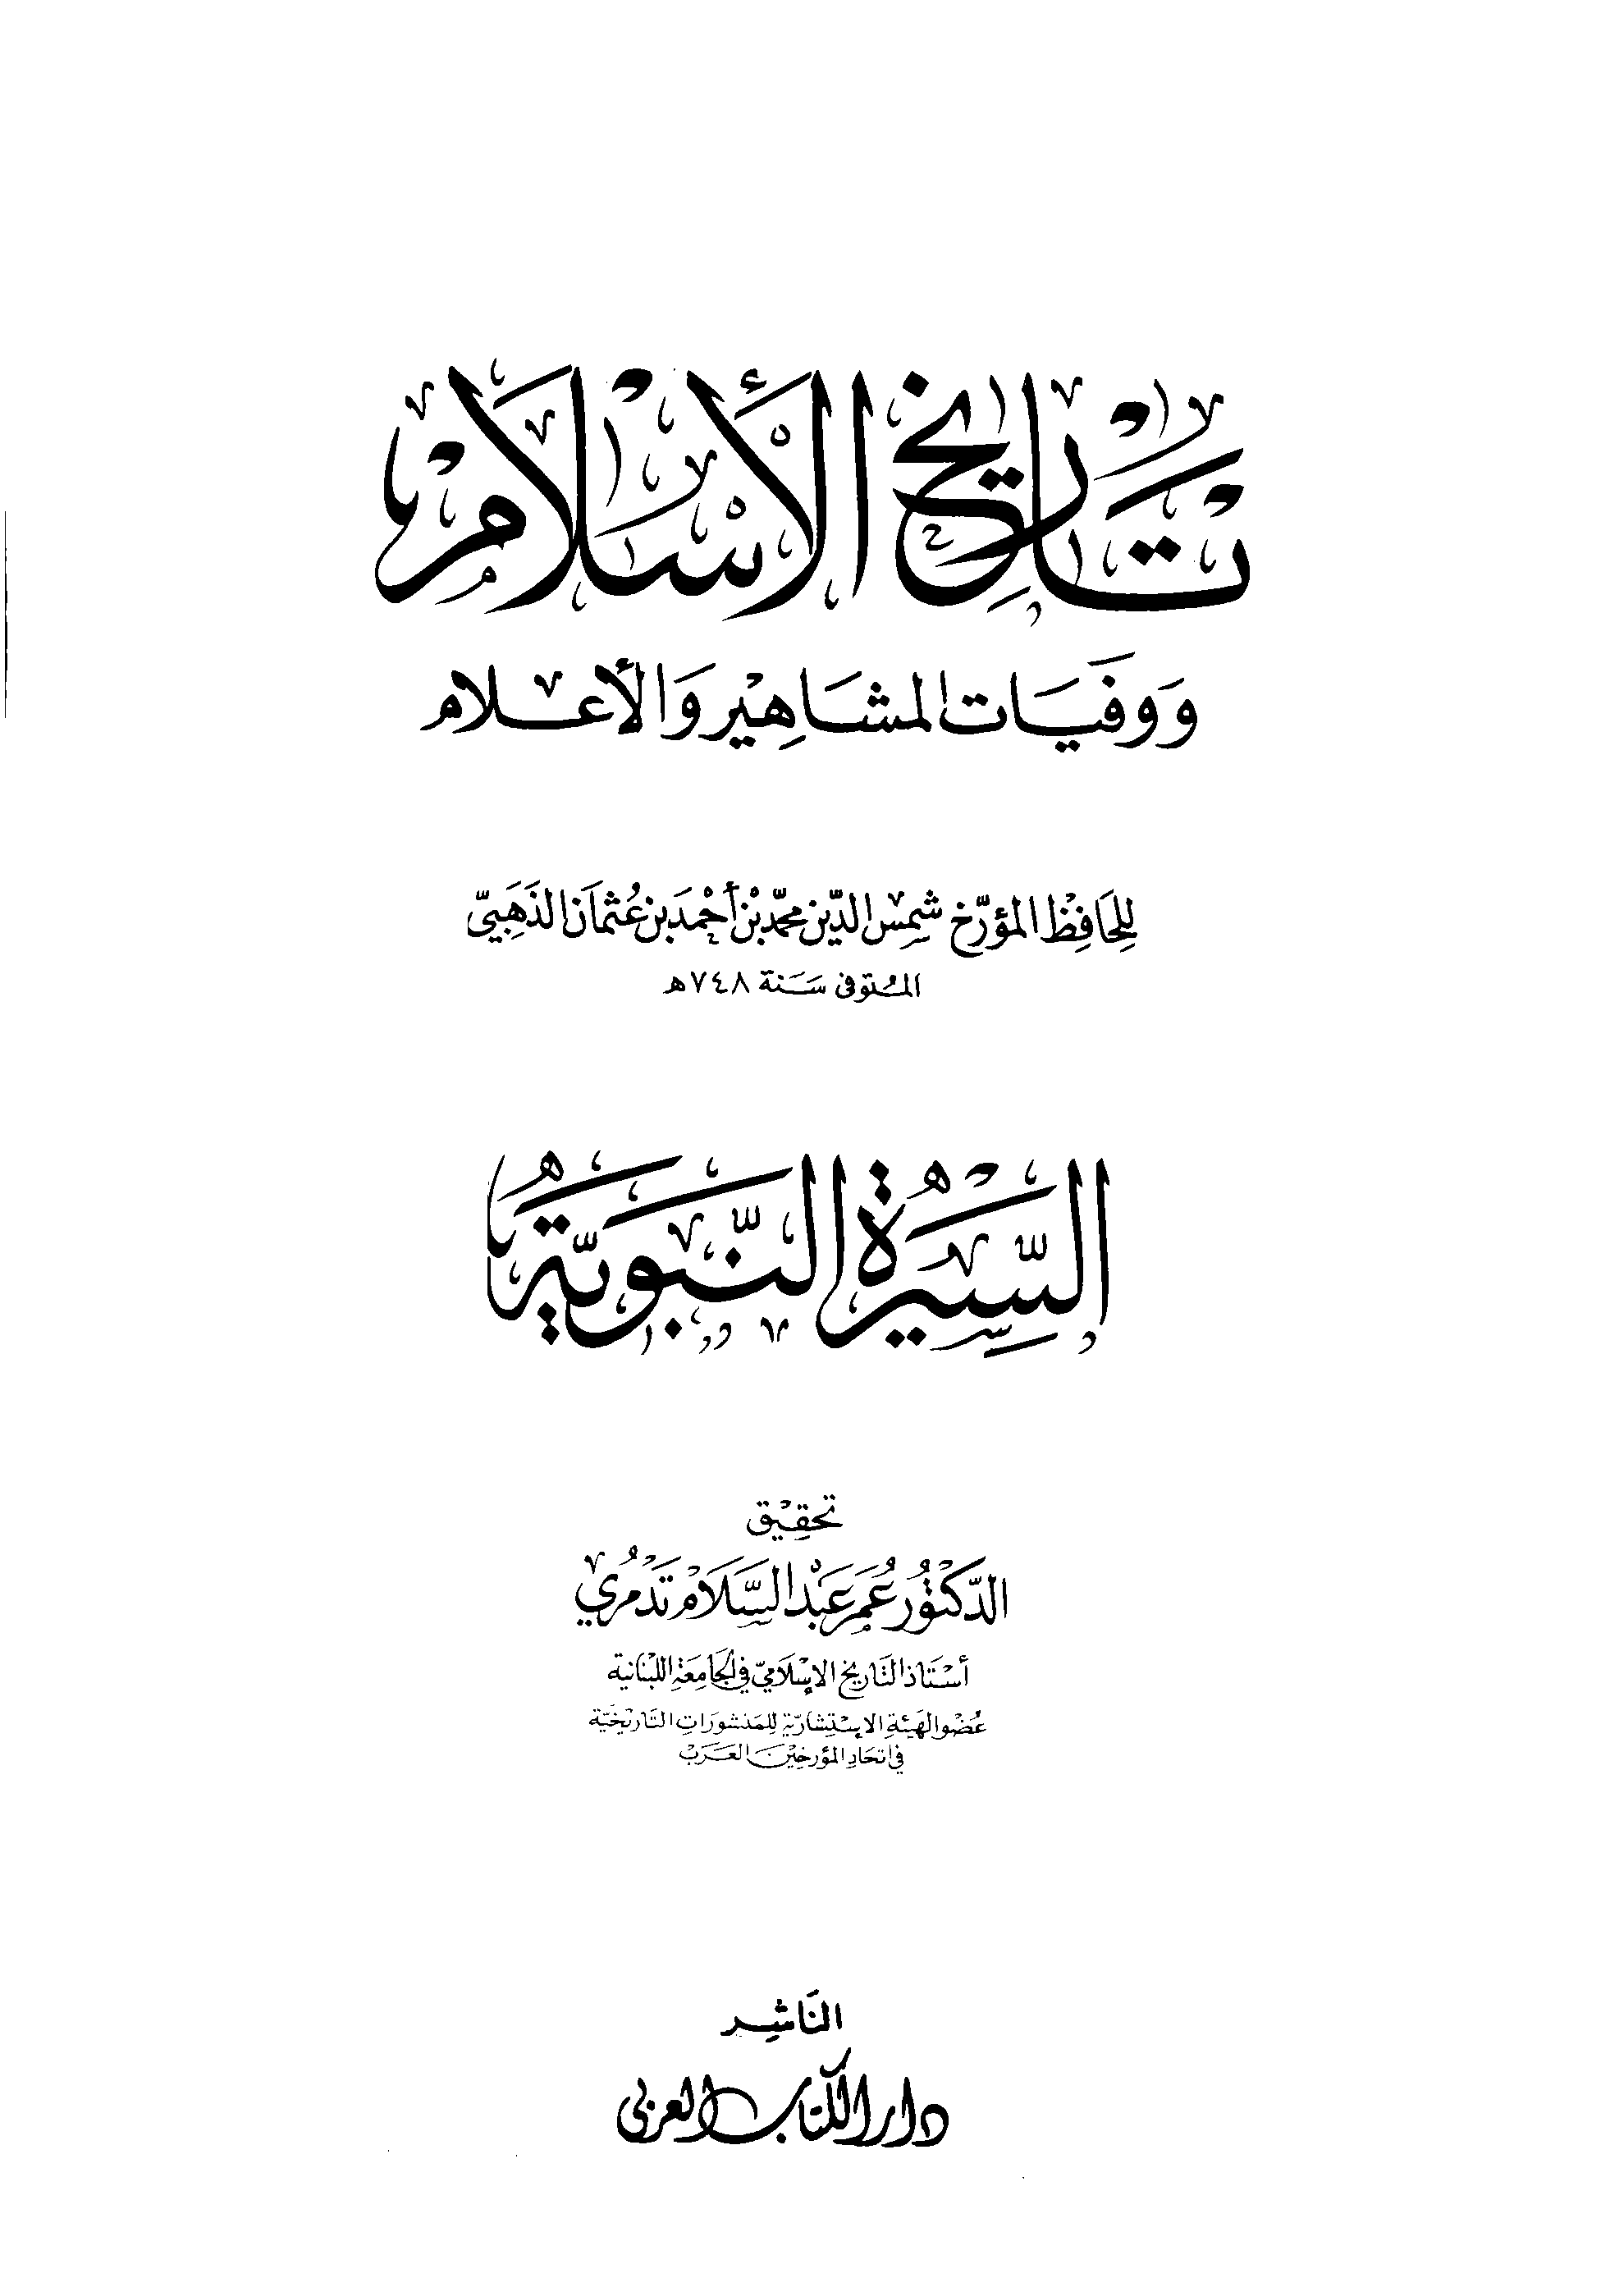 تاريخ الإسلام
ووفيات المشاهير والأعلام
للحافظ المؤرخ شمس الدين محمد بن أحمد بن عثمان الذهبي
المتوفى سنة ٧٤٨ھ
السيرة النبوية
تحقيق
الدكتور عمر عبد السلام تدمري
أستاذ التاريخ الإسلامي في الجامعة اللبنانية
عضو الهيئة الاستشارية للمنشورات التاريخية
في اتحاد المؤرخين العرب
الناشر
دار الكتاب العربي